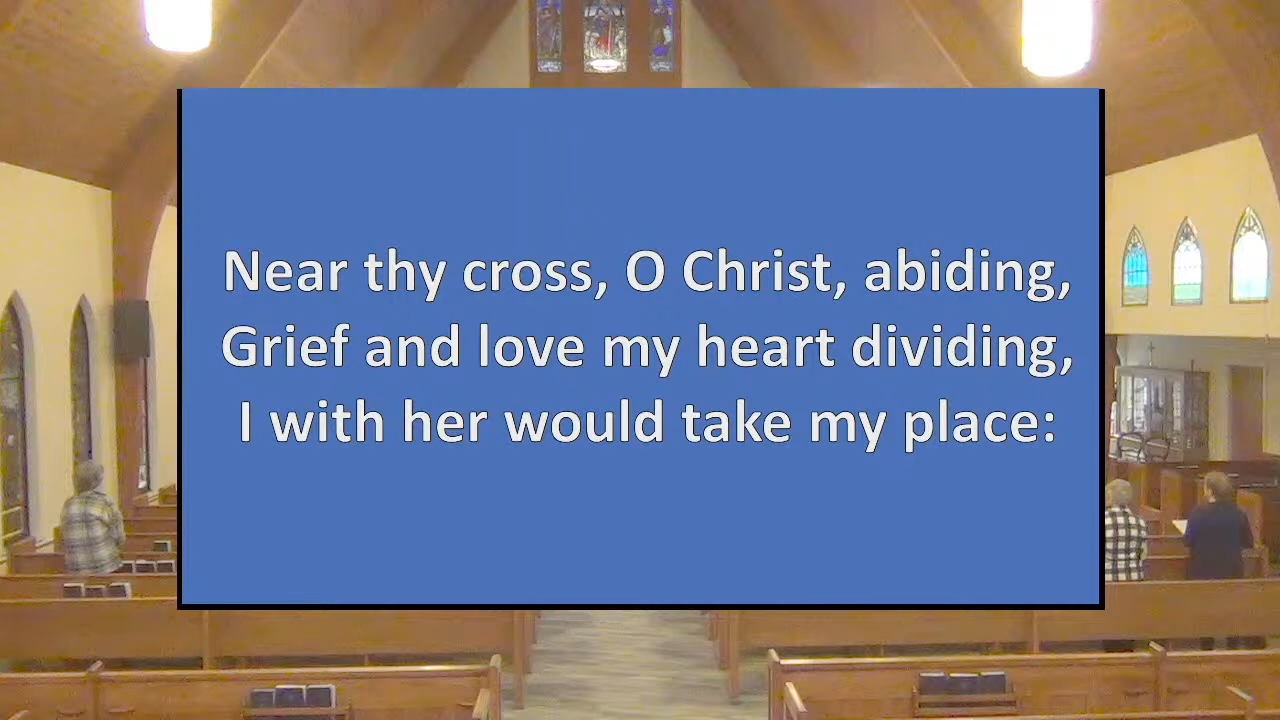 Near thy cross, O Christ, abiding,
Grief and love my heart dividing,
I with her would take my place: